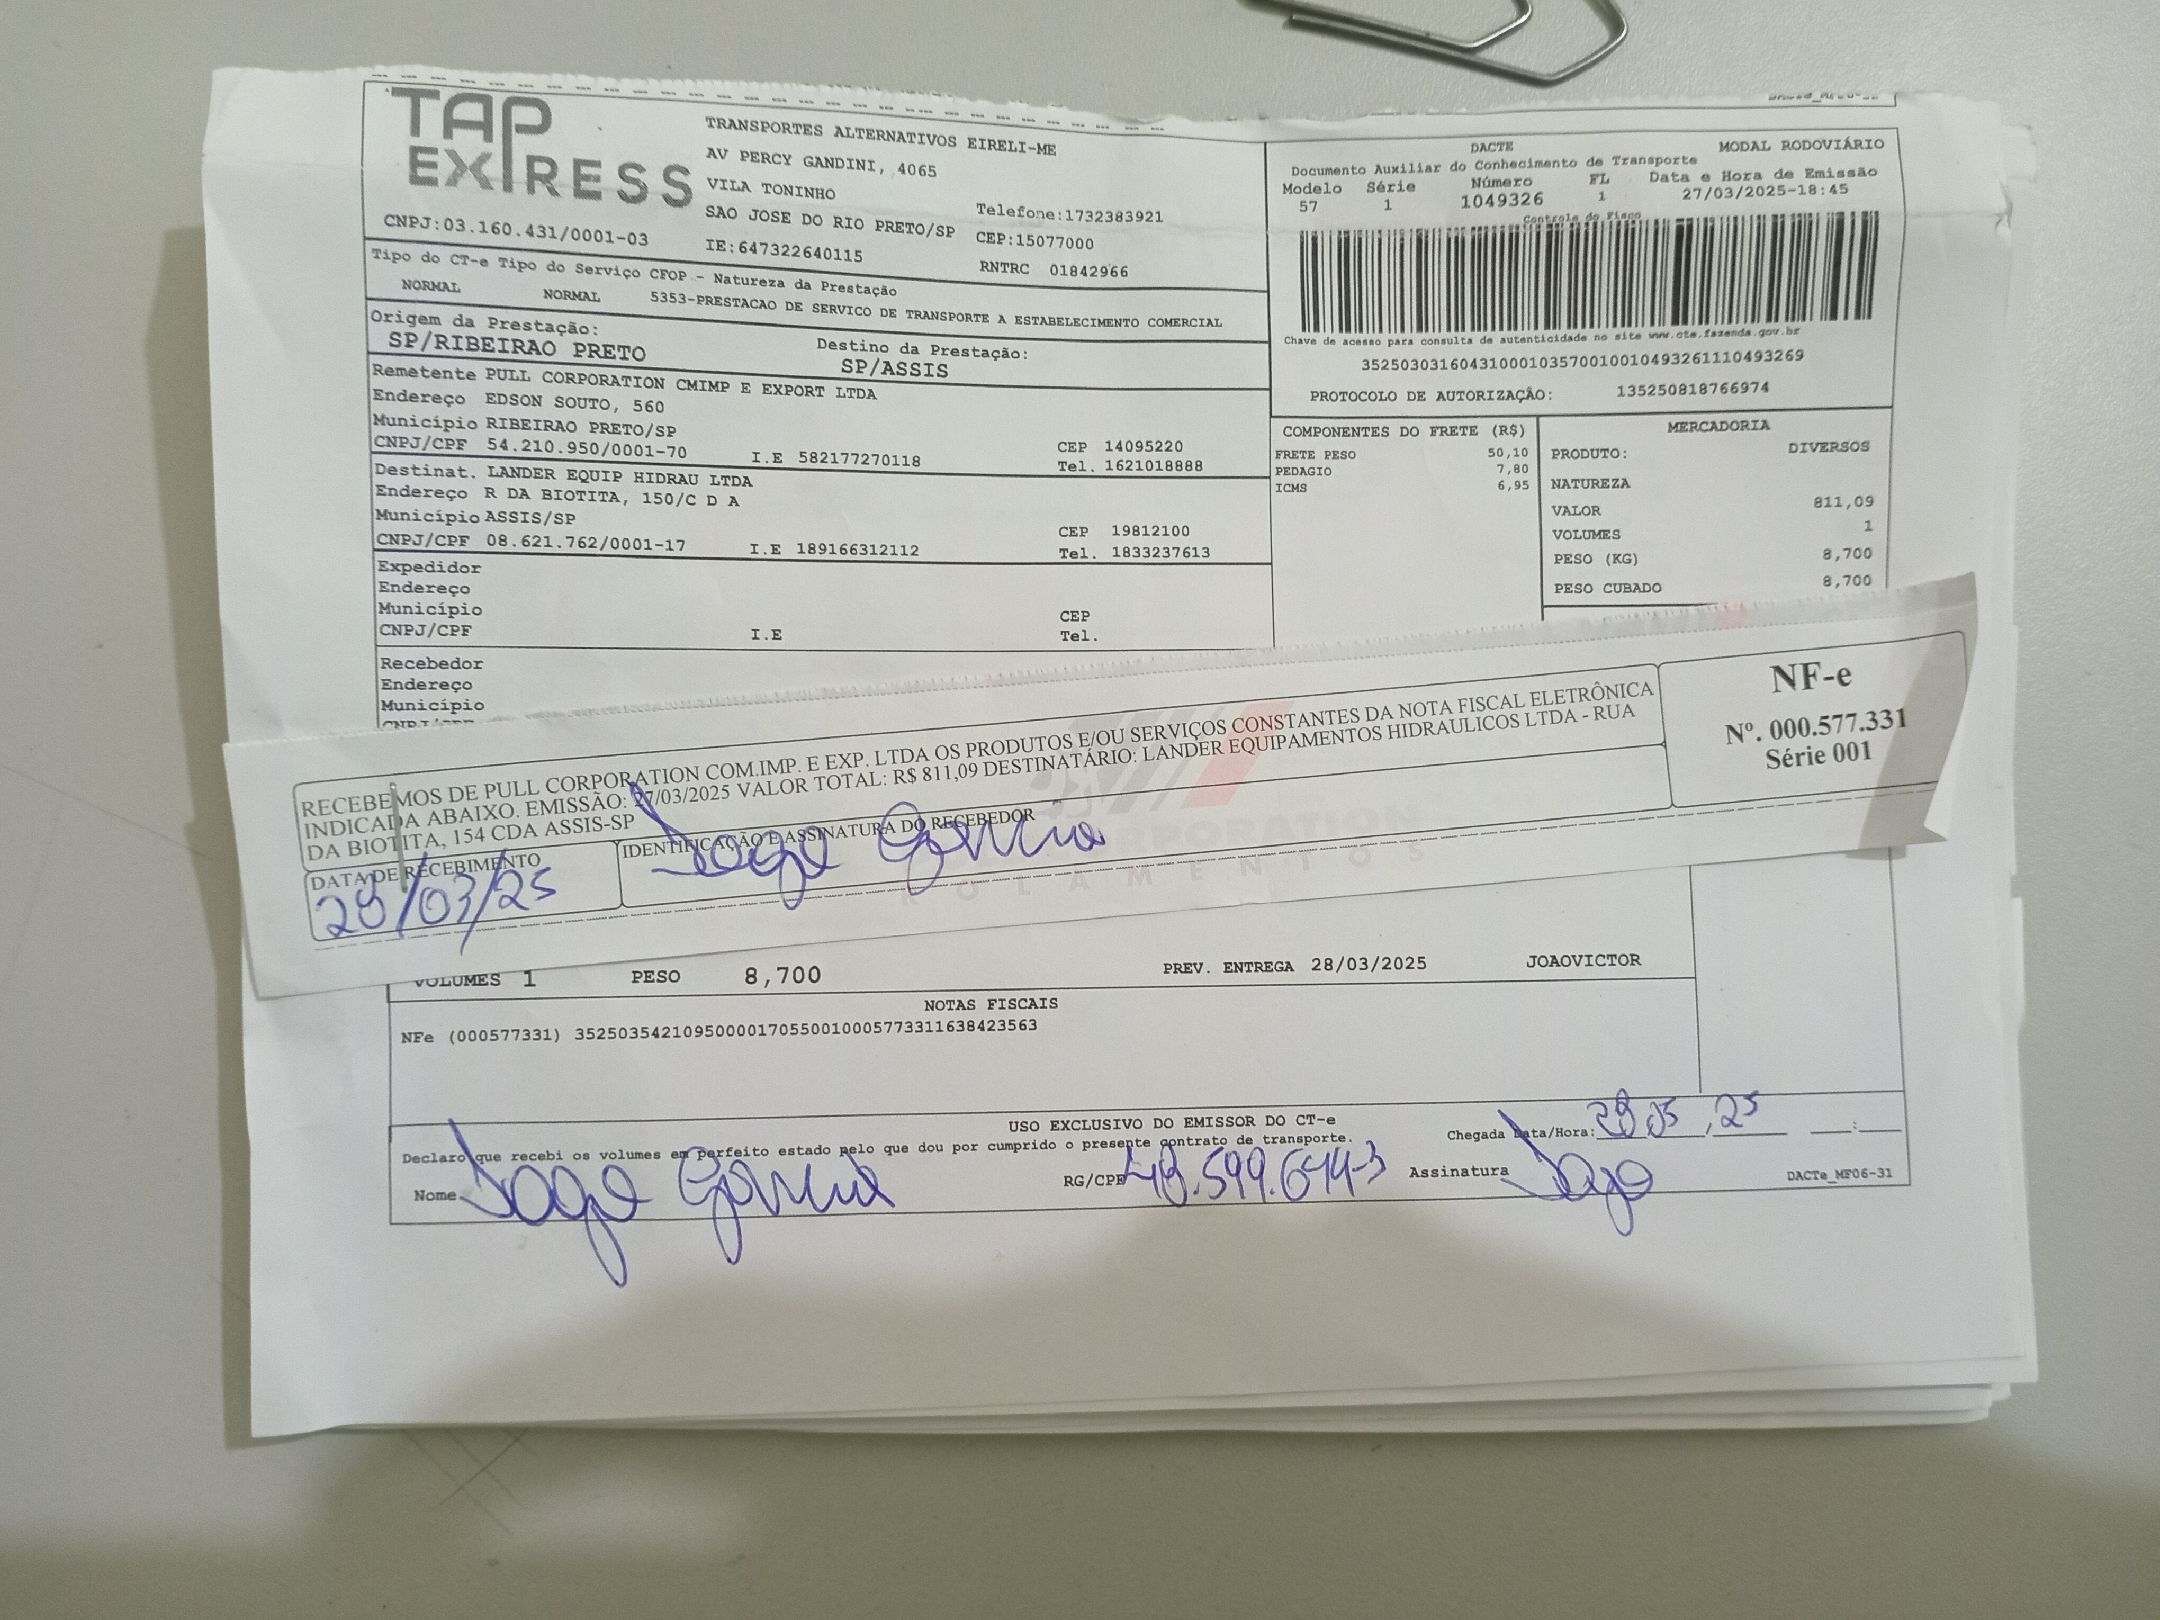 TAP EXPRESS
TRANSPORTES ALTERNATIVOS EIRELI-ME
AV PERCY GANDINI, 4065
VILA TONINHO
SAO JOSE DO RIO PRETO/SP
Telefone:1732383921
CEP:15077000
CNPJ:03.160.431/0001-03
IE:647322640115
RNTRC 01842966
Tipo do CT-e Tipo do Serviço CFOP - Natureza da Prestação
NORMAL NORMAL 5353-PRESTACAO DE SERVICO DE TRANSPORTE A ESTABELECIMENTO COMERCIAL
Origem da Prestação:
SP/RIBEIRAO PRETO
Destino da Prestação:
SP/ASSIS
Remetente PULL CORPORATION CMIMP E EXPORT LTDA
Endereço EDSON SOUTO, 560
Município RIBEIRAO PRETO/SP
CEP 14095220
CNPJ/CPF 54.210.950/0001-70 I.E 582177270118 Tel. 1621018888
Destinat. LANDER EQUIP HIDRAU LTDA
Endereço R DA BIOTITA, 150/C D A
Município ASSIS/SP
CEP 19812100
CNPJ/CPF 08.621.762/0001-17 I.E 189166312112 Tel. 1833237613
Expedidor
Endereço
Município CEP
CNPJ/CPF I.E Tel.
Recebedor
Endereço
Município
DACTE MODAL RODOVIÁRIO
Documento Auxiliar do Conhecimento de Transporte
Modelo Série Número FL Data e Hora de Emissão
57 1 1049326 1 27/03/2025-18:45
Controle do Fisco
Chave de acesso para consulta de autenticidade no site www.cte.fazenda.gov.br
35250303160431000103570010010493261110493269
PROTOCOLO DE AUTORIZAÇÃO: 135250818766974
COMPONENTES DO FRETE (R$)
FRETE PESO 50,10
PEDAGIO 7,80
ICMS 6,95
MERCADORIA
PRODUTO: DIVERSOS
NATUREZA
VALOR 811,09
VOLUMES 1
PESO (KG) 8,700
PESO CUBADO 8,700
RECEBEMOS DE PULL CORPORATION COM.IMP. E EXP. LTDA OS PRODUTOS E/OU SERVIÇOS CONSTANTES DA NOTA FISCAL ELETRÔNICA
INDICADA ABAIXO. EMISSÃO: 27/03/2025 VALOR TOTAL: R$ 811,09 DESTINATÁRIO: LANDER EQUIPAMENTOS HIDRAULICOS LTDA - RUA
DA BIOTITA, 154 CDA ASSIS-SP
DATA DE RECEBIMENTO
28/03/25
IDENTIFICAÇÃO E ASSINATURA DO RECEBEDOR
NF-e
Nº. 000.577.331
Série 001
ROLAMENTOS
VOLUMES 1 PESO 8,700 PREV. ENTREGA 28/03/2025 JOAOVICTOR
NOTAS FISCAIS
NFe (000577331) 35250354210950000170550010005773311638423563
USO EXCLUSIVO DO EMISSOR DO CT-e
Declaro que recebi os volumes em perfeito estado pelo que dou por cumprido o presente contrato de transporte.
Chegada Data/Hora:
Nome
RG/CPF
Assinatura
DACTe_MF06-31